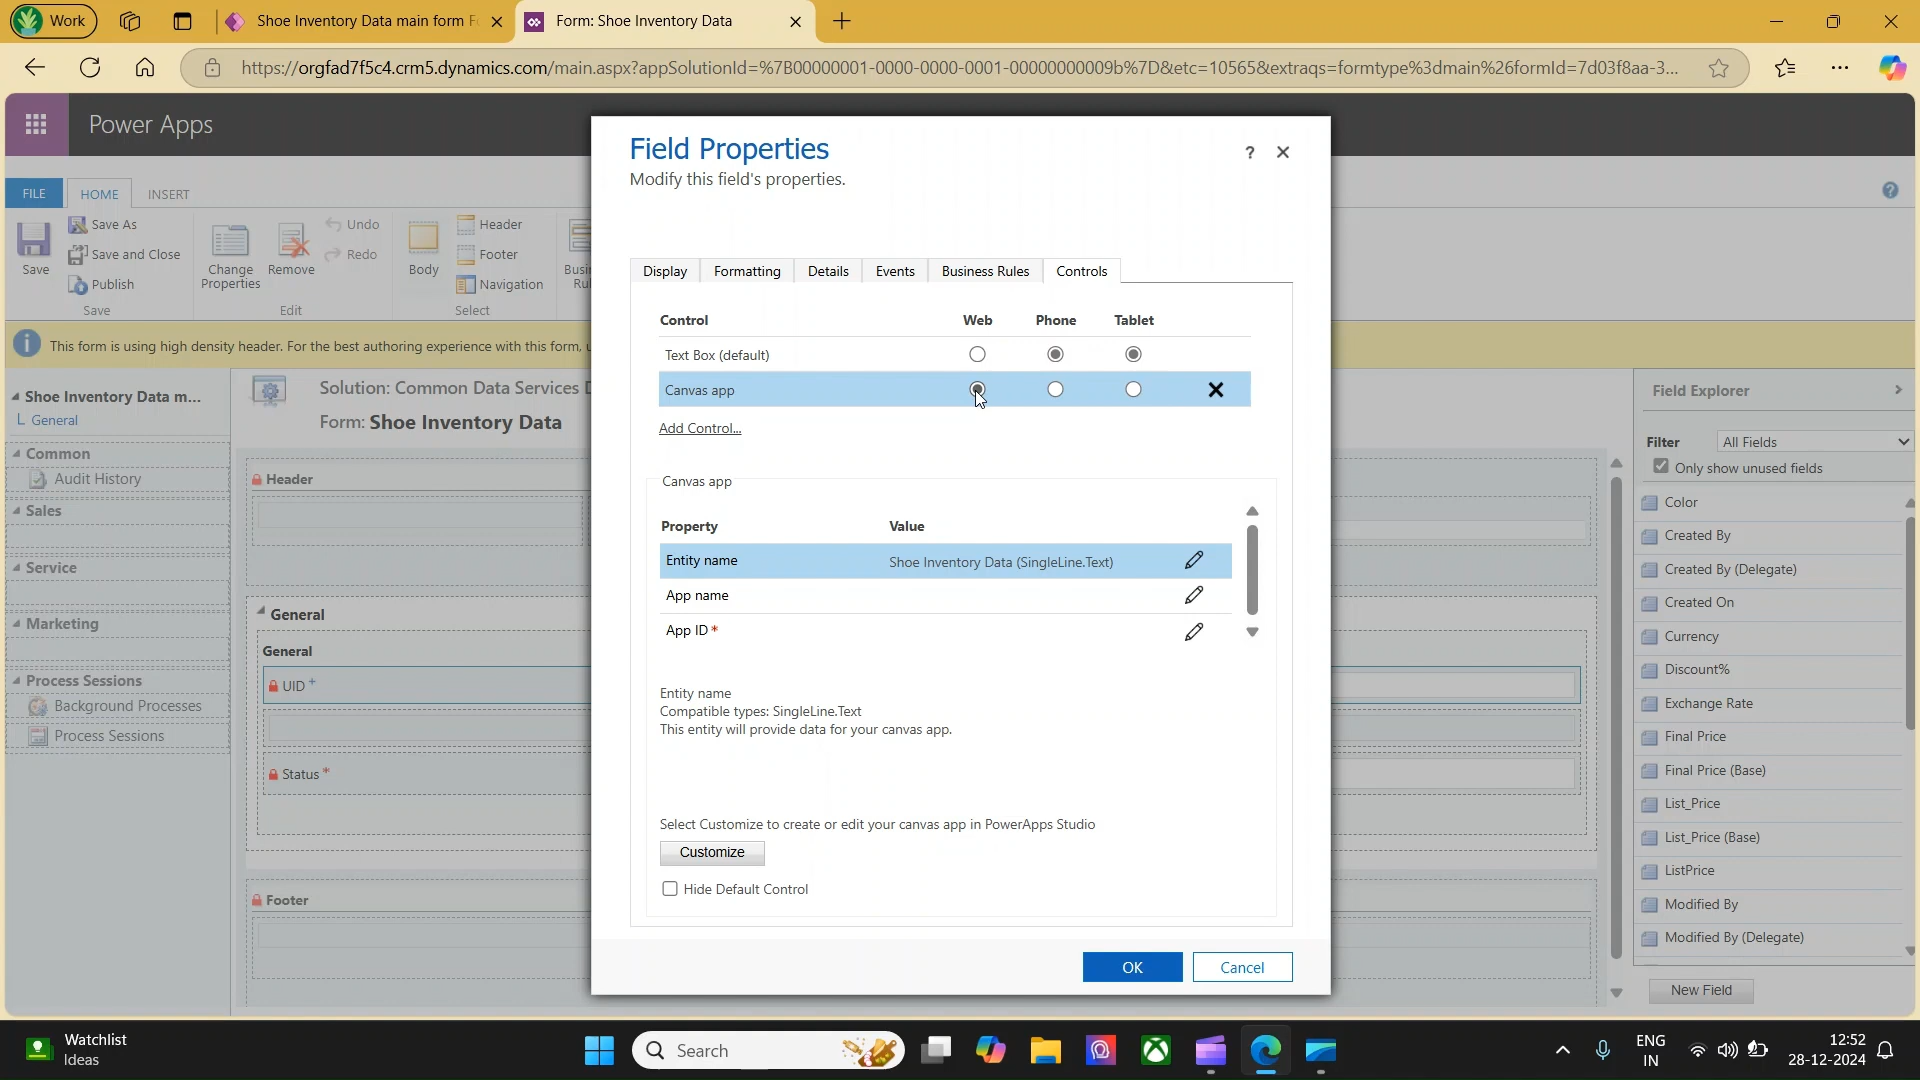 Work
Shoe Inventory Data main form F
Form: Shoe Inventory Data
https://orgfad7f5c4.crm5.dynamics.com/main.aspx?appSolutionId=%7B00000001-0000-0000-0001-00000000009b%7D&etc=10565&extraqs=formtype%3dmain%26formId=7d03f8aa-3...
Power Apps
FILE HOME INSERT
Save
Save As
Save and Close
Publish
Save
Change Properties
Remove
Undo
Redo
Edit
Body
Header
Footer
Navigation
Select
Busi
Rul
This form is using high density header. For the best authoring experience with this form, u
Shoe Inventory Data m...
General
Common
Audit History
Sales
Service
Marketing
Process Sessions
Background Processes
Process Sessions
Solution: Common Data Services D
Form: Shoe Inventory Data
Header
General
General
UID +
Status *
Footer
Field Properties
Modify this field's properties.
? 
Display Formatting Details Events Business Rules Controls
Control Web Phone Tablet
Text Box (default)
Canvas app
Add Control...
Canvas app
Property Value
Entity name Shoe Inventory Data (SingleLine.Text)
App name
App ID *
Entity name
Compatible types: SingleLine.Text
This entity will provide data for your canvas app.
Select Customize to create or edit your canvas app in PowerApps Studio
Customize
Hide Default Control
OK Cancel
Field Explorer
Filter All Fields
Only show unused fields
Color
Created By
Created By (Delegate)
Created On
Currency
Discount%
Exchange Rate
Final Price
Final Price (Base)
List_Price
List_Price (Base)
ListPrice
Modified By
Modified By (Delegate)
New Field
Watchlist
Ideas
Search
ENG
IN
12:52
28-12-2024